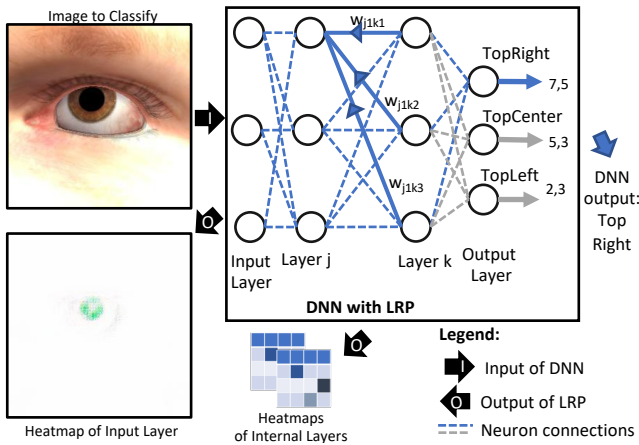 Image to Classify
w j1k1
w j1k2
w j1k3
TopRight
7,5
TopCenter
5,3
TopLeft
2,3
DNN
output:
Top
Right
I
O
Input
Layer
Layer j
Layer k
Output
Layer
DNN with LRP
O
Heatmaps
of Internal Layers
Heatmap of Input Layer
Legend:
I Input of DNN
O Output of LRP
Neuron connections